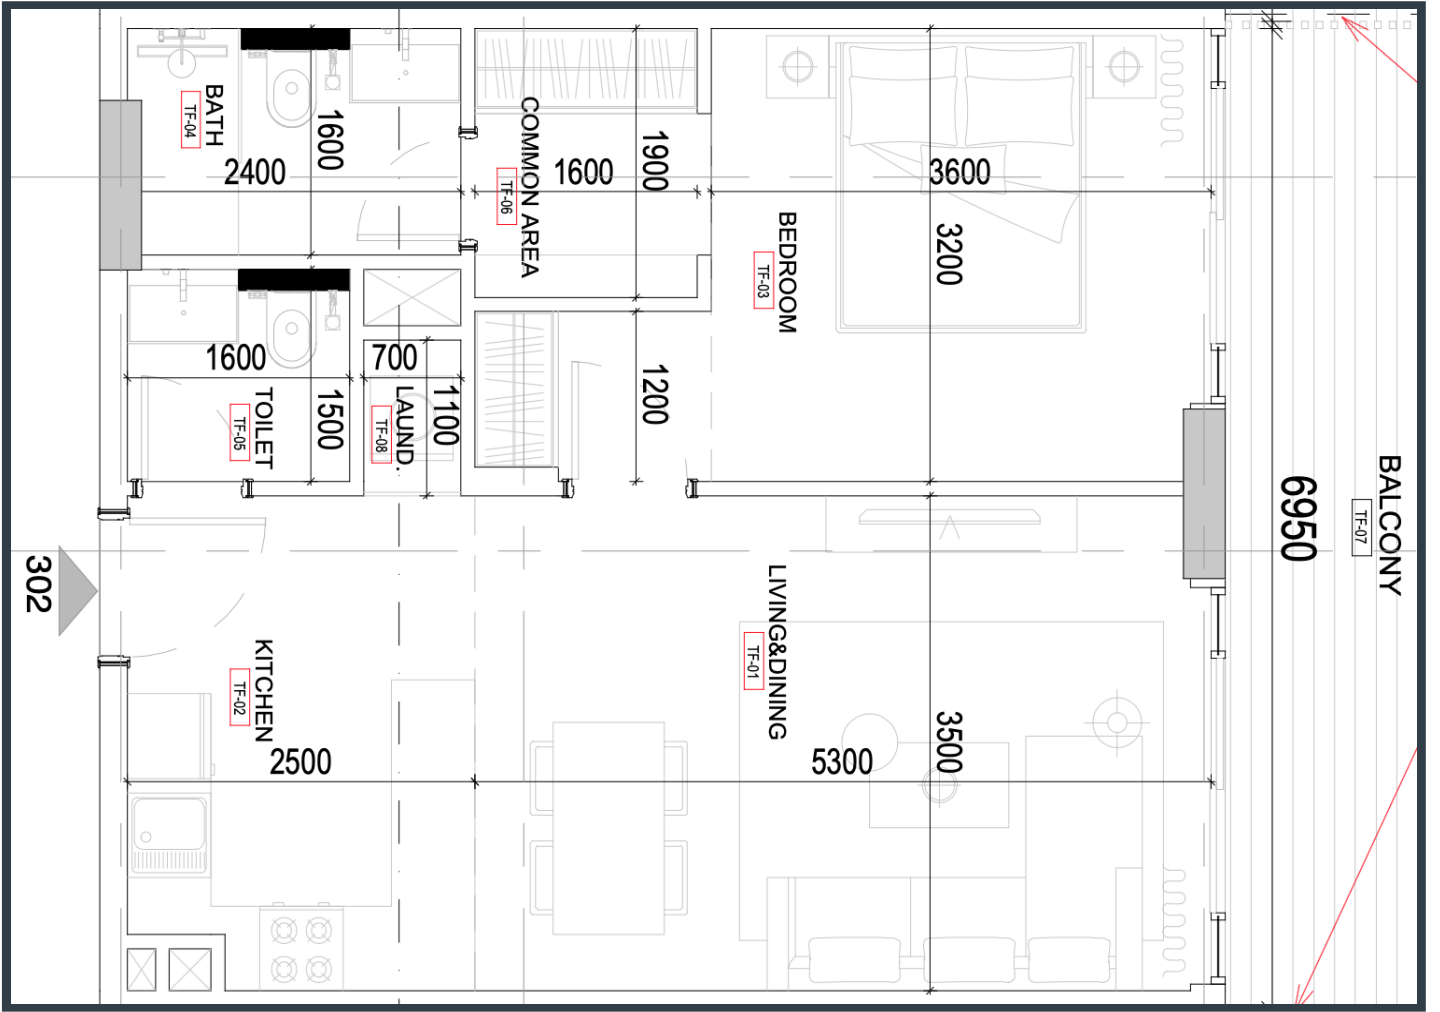 BATH
TF-04
1600
2400
COMMON AREA
TF-06
1600
1900
3600
3200
BEDROOM
TF-03
1600
TOILET
TF-05
1500
700
LAUND.
TF-08
1100
1200
BALCONY
TF-07
6950
302
KITCHEN
TF-02
2500
LIVING&DINING
TF-01
5300
3500